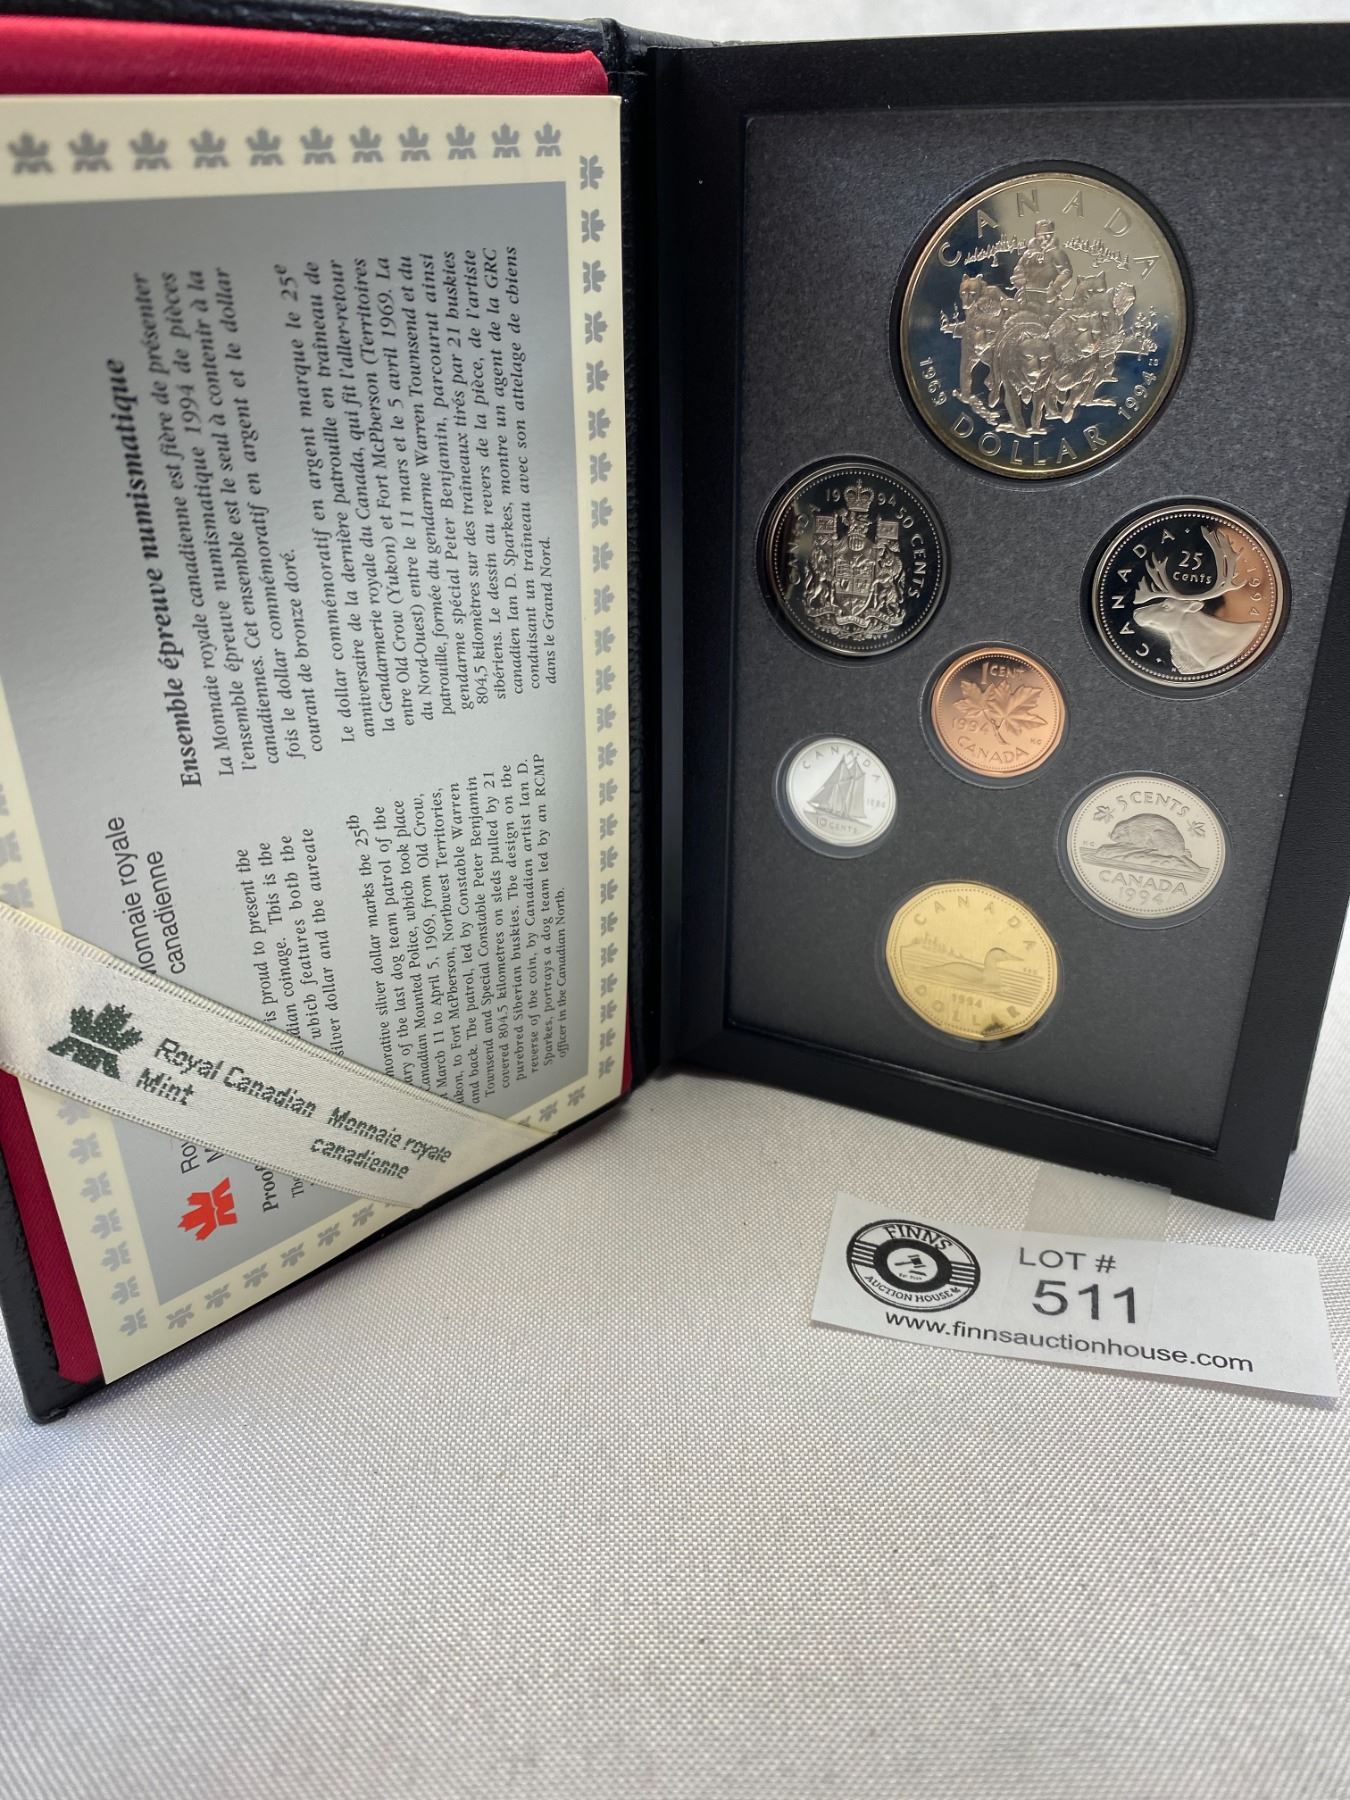 Monnaie royale
canadienne
Ensemble épreuve numismatique
La Monnaie royale canadienne est fière de présenter
l'ensemble épreuve numismatique 1994 de pièces
canadiennes. Cet ensemble est le seul à contenir à la
fois le dollar commémoratif en argent et le dollar
courant de bronze doré.
Le dollar commémoratif en argent marque le 25e
anniversaire de la dernière patrouille en traîneau de
la Gendarmerie royale du Canada, qui fit l'aller-retour
entre Old Crow (Yukon) et Fort McPherson (Territoires
du Nord-Ouest) entre le 11 mars et le 5 avril 1969. La
patrouille, formée du gendarme Warren Townsend et du
gendarme spécial Peter Benjamin, parcourut ainsi
804,5 kilomètres sur des traîneaux tirés par 21 huskies
sibériens. Le dessin au revers de la pièce, de l'artiste
canadien Ian D. Sparkes, montre un agent de la GRC
conduisant un traîneau avec son attelage de chiens
dans le Grand Nord.
Proof
is proud to present the
coinage. This is the
which features both the
silver dollar and the aureate
silver dollar marks the 25th
of the last dog team patrol of the
Canadian Mounted Police, which took place
March 11 to April 5, 1969, from Old Crow,
to Fort McPherson, Northwest Territories,
and back. The patrol, led by Constable Warren
Townsend and Special Constable Peter Benjamin
covered 804.5 kilometres on sleds pulled by 21
purebred Siberian huskies. The design on the
reverse of the coin, by Canadian artist Ian D.
Sparkes, portrays a dog team led by an RCMP
officer in the Canadian North.
Royal Canadian
Mint
Monnaie royale
canadienne
CANADA
1969 DOLLAR 1994
CANADA 1994 50 CENTS
CANADA 25 cents 1994
1 CENT
1994
CANADA
CANADA
1994
10 CENTS
5 CENTS
CANADA
1994
CANADA
1994
DOLLAR
FINNS
AUCTION HOUSE
LOT #
511
www.finnsauctionhouse.com